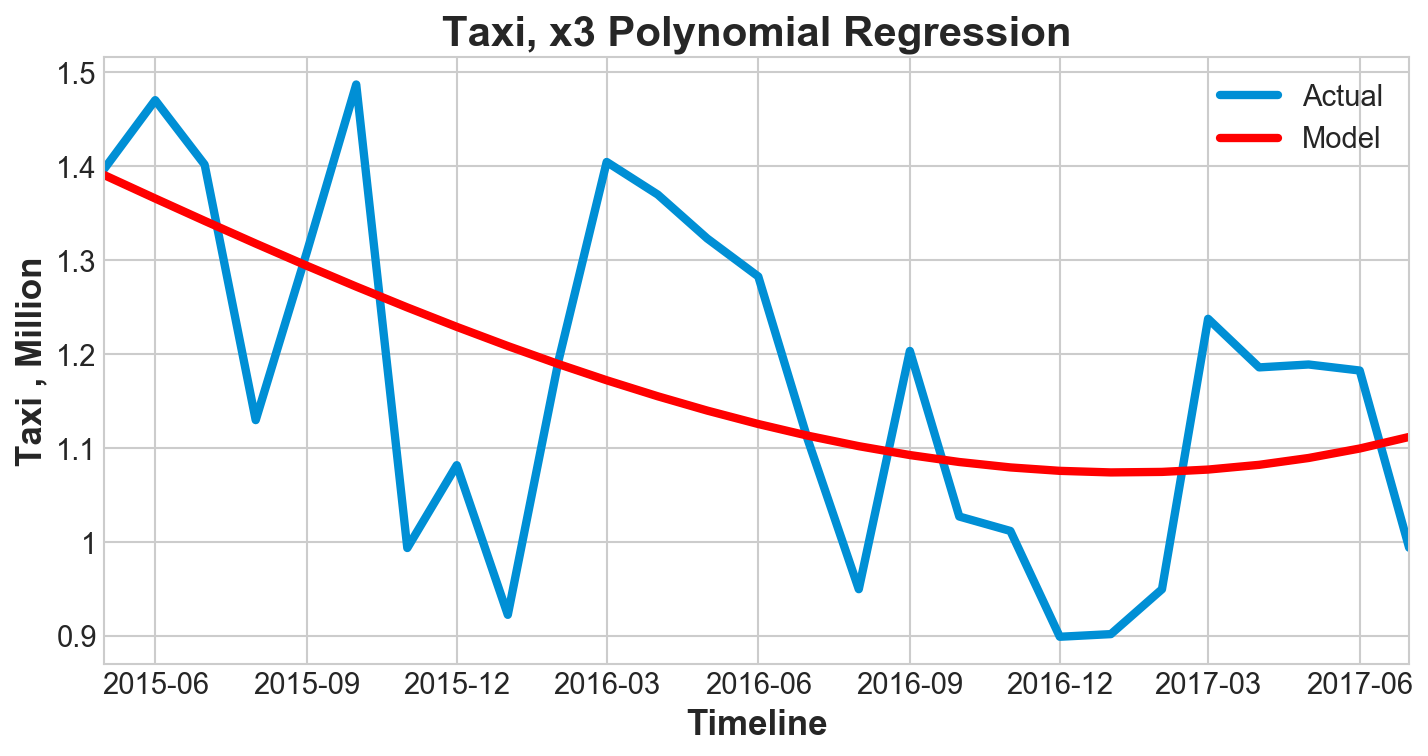 Taxi, x3 Polynomial Regression
Actual
Model
1.5
1.4
1.3
1.2
1.1
1
0.9
Taxi , Million
2015-06 2015-09 2015-12 2016-03 2016-06 2016-09 2016-12 2017-03 2017-06
Timeline